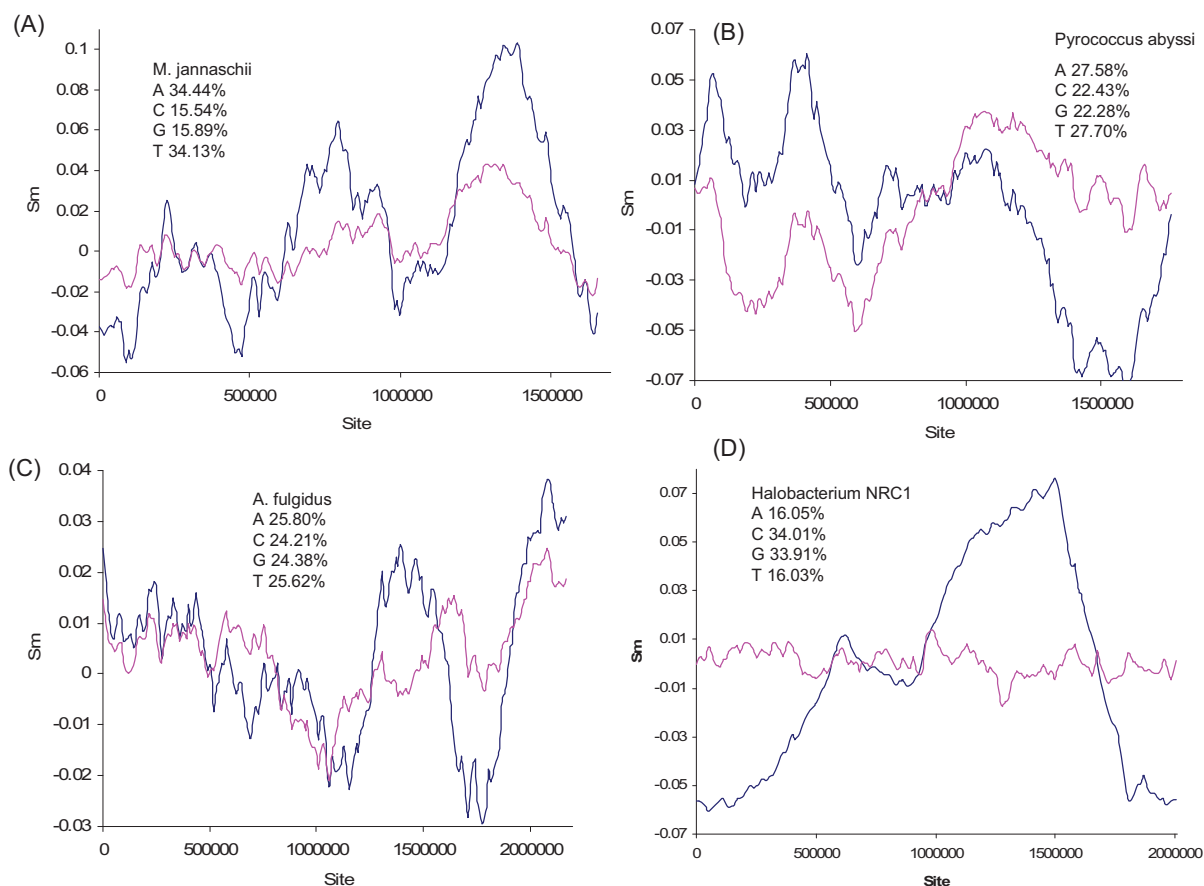 (A)
M. jannaschii
A 34.44%
C 15.54%
G 15.89%
T 34.13%
0.1
0.08
0.06
0.04
0.02
0
-0.02
-0.04
-0.06
Sm
0 500000 1000000 1500000
Site
(B)
Pyrococcus abyssi
A 27.58%
C 22.43%
G 22.28%
T 27.70%
0.07
0.05
0.03
0.01
-0.01
-0.03
-0.05
-0.07
Sm
0 500000 1000000 1500000
Site
(C)
A. fulgidus
A 25.80%
C 24.21%
G 24.38%
T 25.62%
0.04
0.03
0.02
0.01
0
-0.01
-0.02
-0.03
Sm
0 500000 1000000 1500000 2000000
Site
(D)
Halobacterium NRC1
A 16.05%
C 34.01%
G 33.91%
T 16.03%
0.07
0.05
0.03
0.01
-0.01
-0.03
-0.05
-0.07
Sm
0 500000 1000000 1500000 2000000
Site